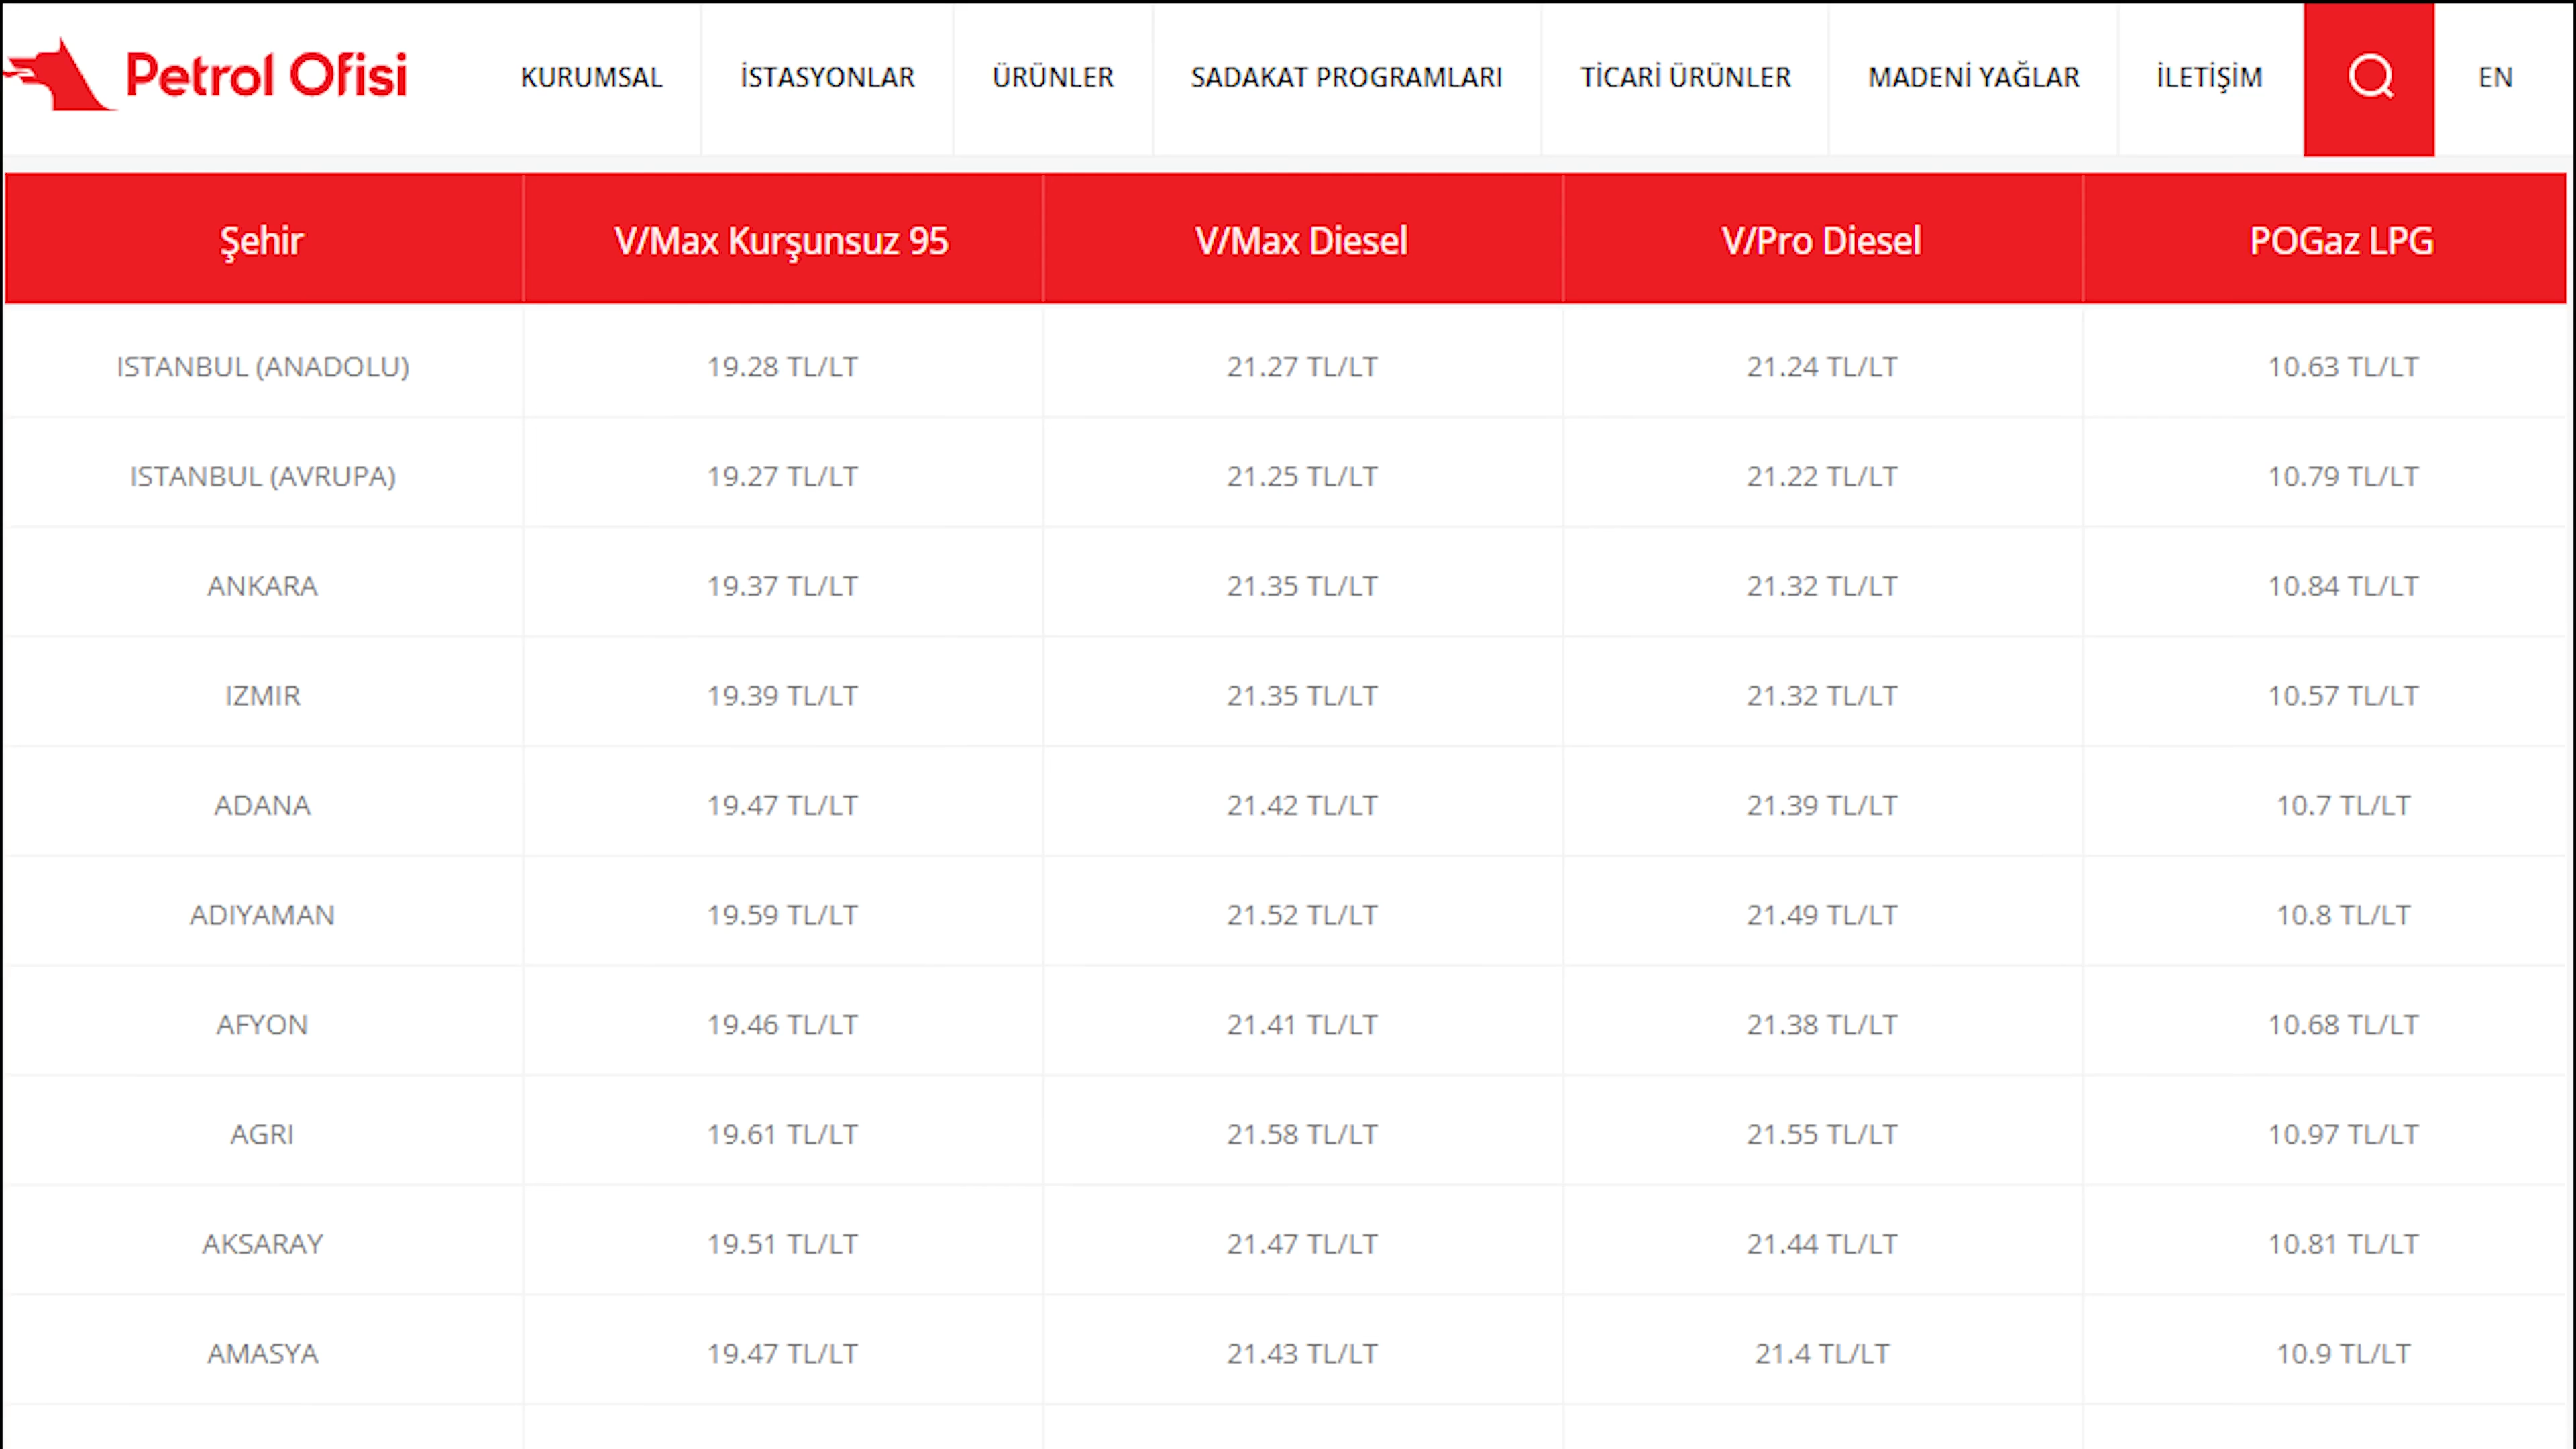 Petrol Ofisi KURUMSAL İSTASYONLAR ÜRÜNLER SADAKAT PROGRAMLARI TİCARİ ÜRÜNLER MADENİ YAĞLAR İLETİŞİM EN
Şehir V/Max Kurşunsuz 95 V/Max Diesel V/Pro Diesel POGaz LPG
ISTANBUL (ANADOLU) 19.28 TL/LT 21.27 TL/LT 21.24 TL/LT 10.63 TL/LT
ISTANBUL (AVRUPA) 19.27 TL/LT 21.25 TL/LT 21.22 TL/LT 10.79 TL/LT
ANKARA 19.37 TL/LT 21.35 TL/LT 21.32 TL/LT 10.84 TL/LT
IZMIR 19.39 TL/LT 21.35 TL/LT 21.32 TL/LT 10.57 TL/LT
ADANA 19.47 TL/LT 21.42 TL/LT 21.39 TL/LT 10.7 TL/LT
ADIYAMAN 19.59 TL/LT 21.52 TL/LT 21.49 TL/LT 10.8 TL/LT
AFYON 19.46 TL/LT 21.41 TL/LT 21.38 TL/LT 10.68 TL/LT
AGRI 19.61 TL/LT 21.58 TL/LT 21.55 TL/LT 10.97 TL/LT
AKSARAY 19.51 TL/LT 21.47 TL/LT 21.44 TL/LT 10.81 TL/LT
AMASYA 19.47 TL/LT 21.43 TL/LT 21.4 TL/LT 10.9 TL/LT